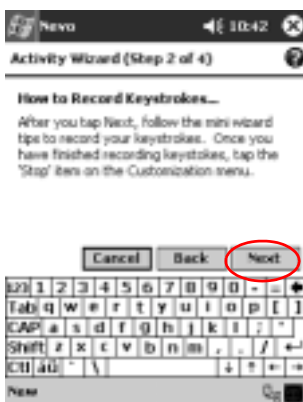 Nevo 10:42
Activity Wizard (Step 2 of 4)
How to Record Keystrokes...
After you tap Next, follow the mini wizard
tips to record your keystrokes. Once you
have finished recording keystokes, tap the
'Stop' item on the Customization menu.
Cancel Back Next
123 1 2 3 4 5 6 7 8 9 0 - =
Tab q w e r t y u i o p [ ]
CAP a s d f g h j k l ; '
Shift z x c v b n m , . /
Ctl áü ` \
New